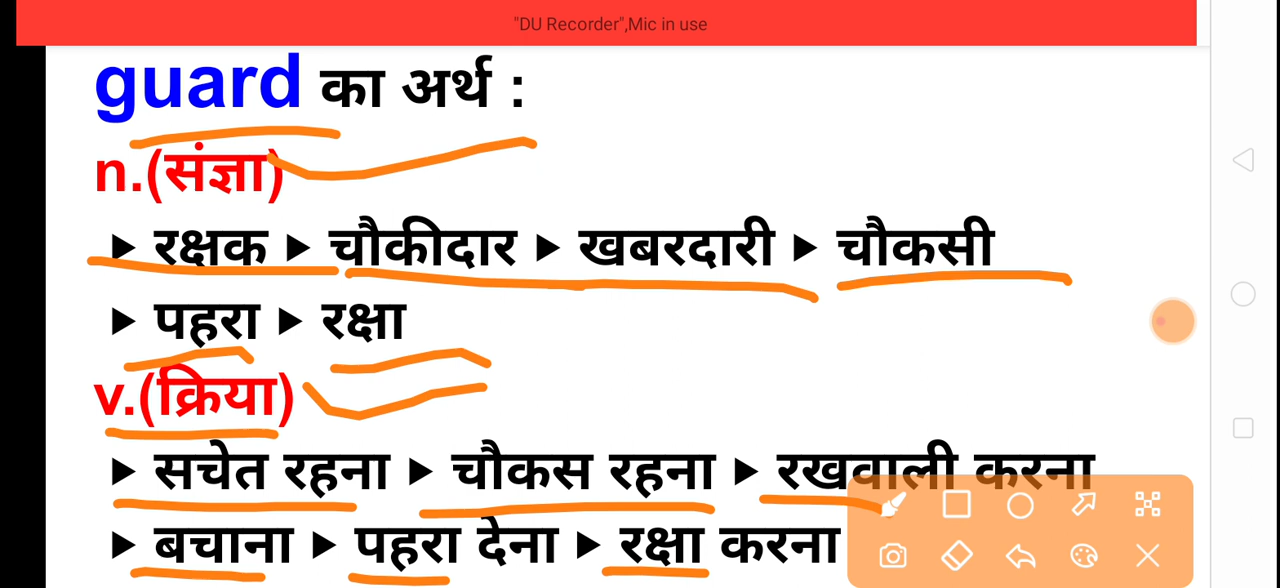 "DU Recorder",Mic in use
guard का अर्थ :
n.(संज्ञा)
▶ रक्षक ▶ चौकीदार ▶ खबरदारी ▶ चौकसी
▶ पहरा ▶ रक्षा
v.(क्रिया)
▶ सचेत रहना ▶ चौकस रहना ▶ रखवाली करना
▶ बचाना ▶ पहरा देना ▶ रक्षा करना